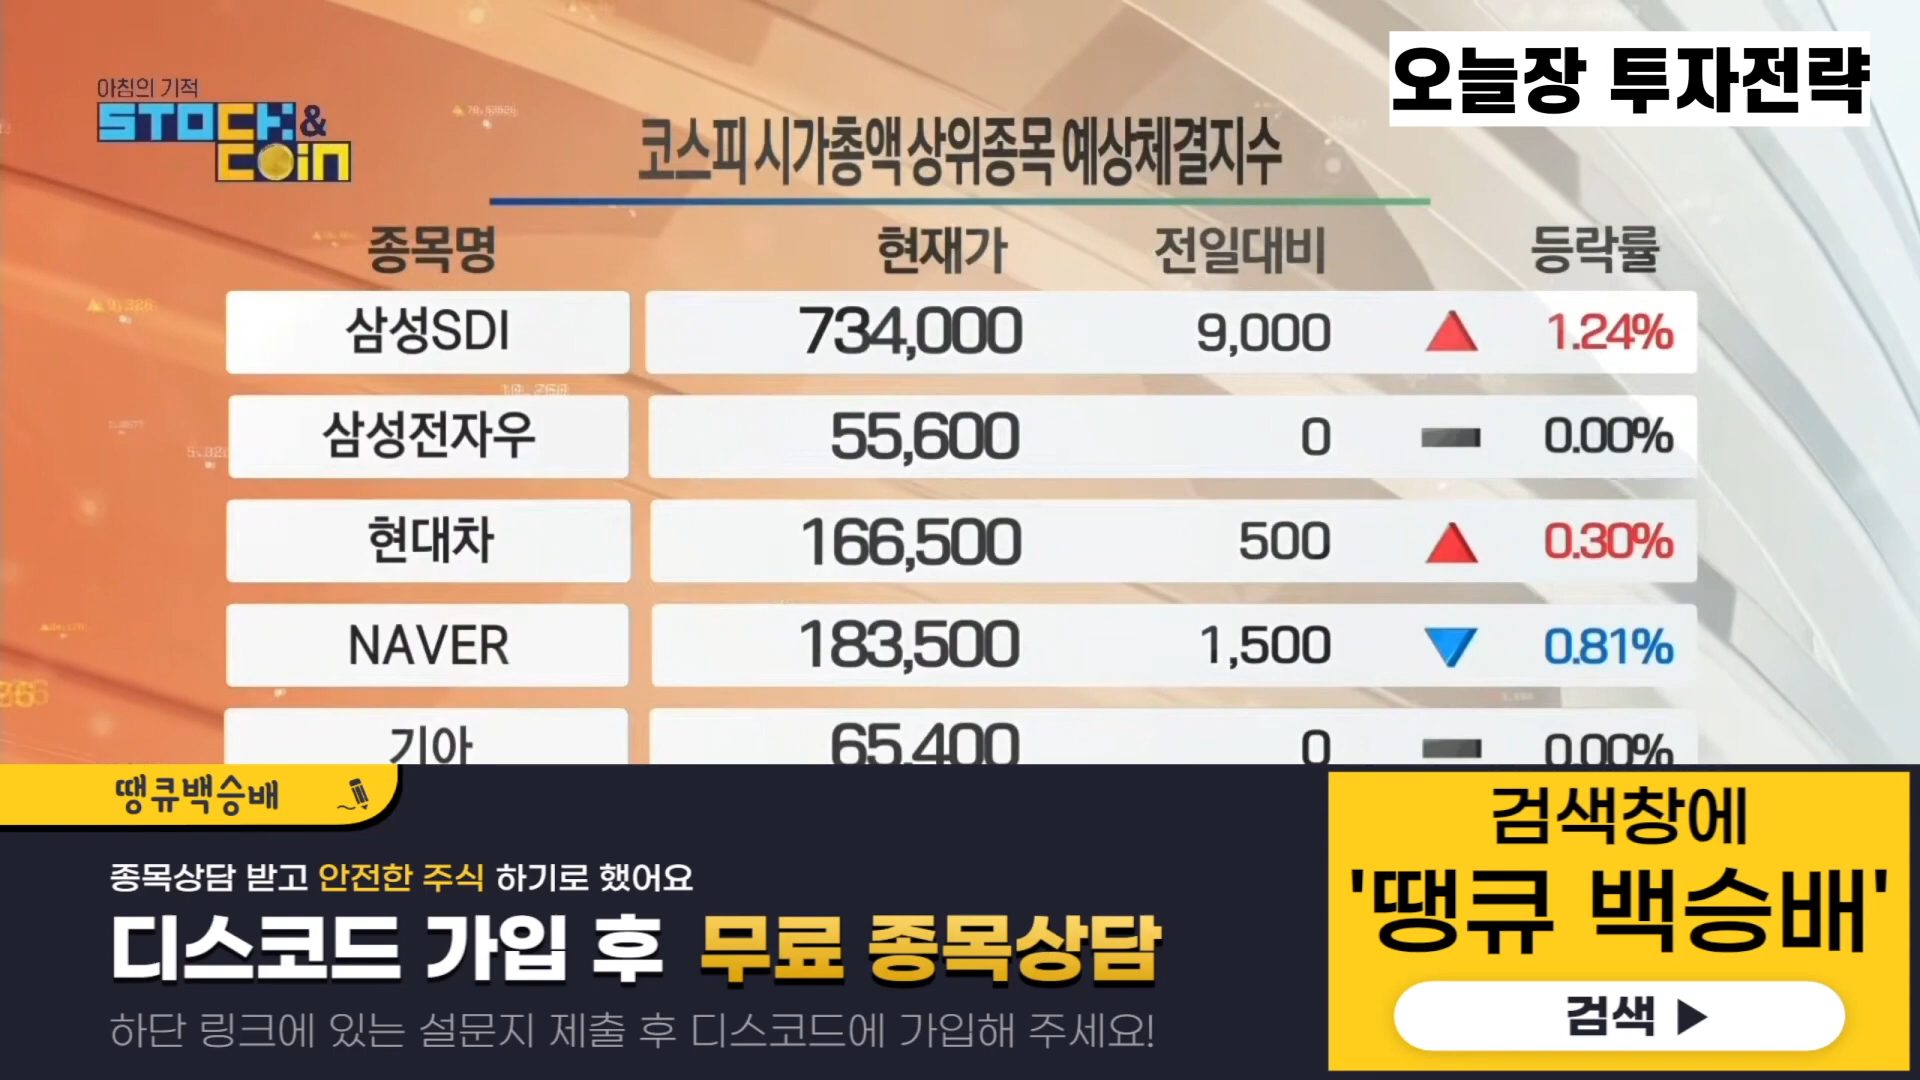 아침의 기적
STOCK &
COIN
오늘장 투자전략
코스피 시가총액 상위종목 예상체결지수
종목명 현재가 전일대비 등락률
삼성SDI 734,000 9,000 ▲ 1.24%
삼성전자우 55,600 0 0.00%
현대차 166,500 500 ▲ 0.30%
NAVER 183,500 1,500 ▼ 0.81%
기아 65,400 0 0.00%
땡큐백승배
종목상담 받고 안전한 주식 하기로 했어요
디스코드 가입 후 무료 종목상담
하단 링크에 있는 설문지 제출 후 디스코드에 가입해 주세요!
검색창에
'땡큐 백승배'
검색 ▶